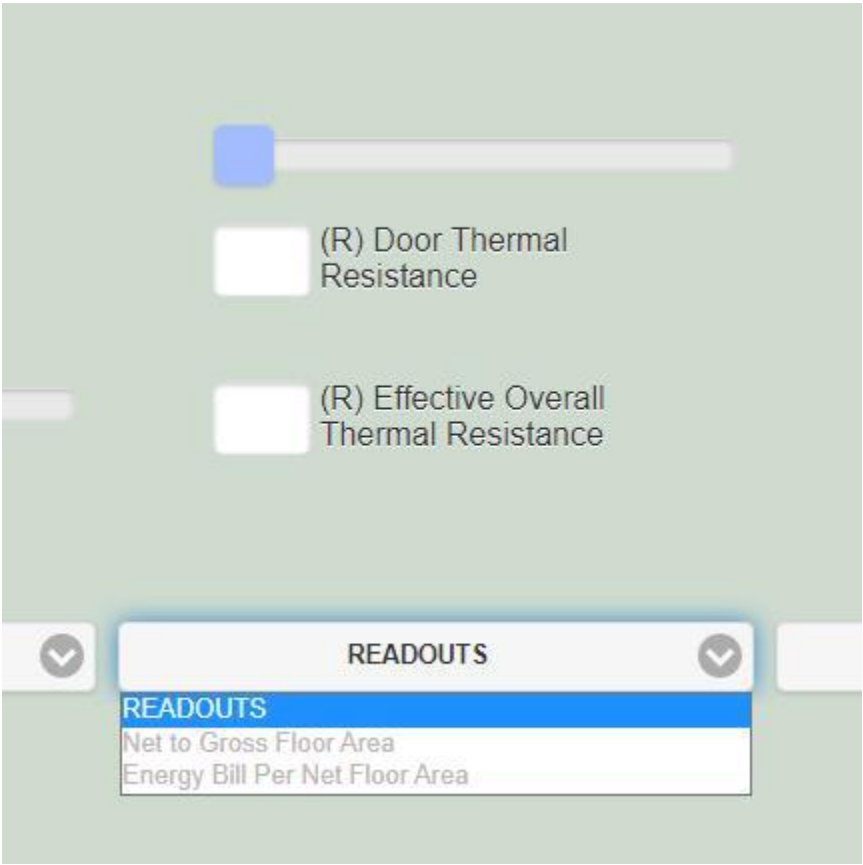 (R) Door Thermal
Resistance
(R) Effective Overall
Thermal Resistance
READOUTS
READOUTS
Net to Gross Floor Area
Energy Bill Per Net Floor Area